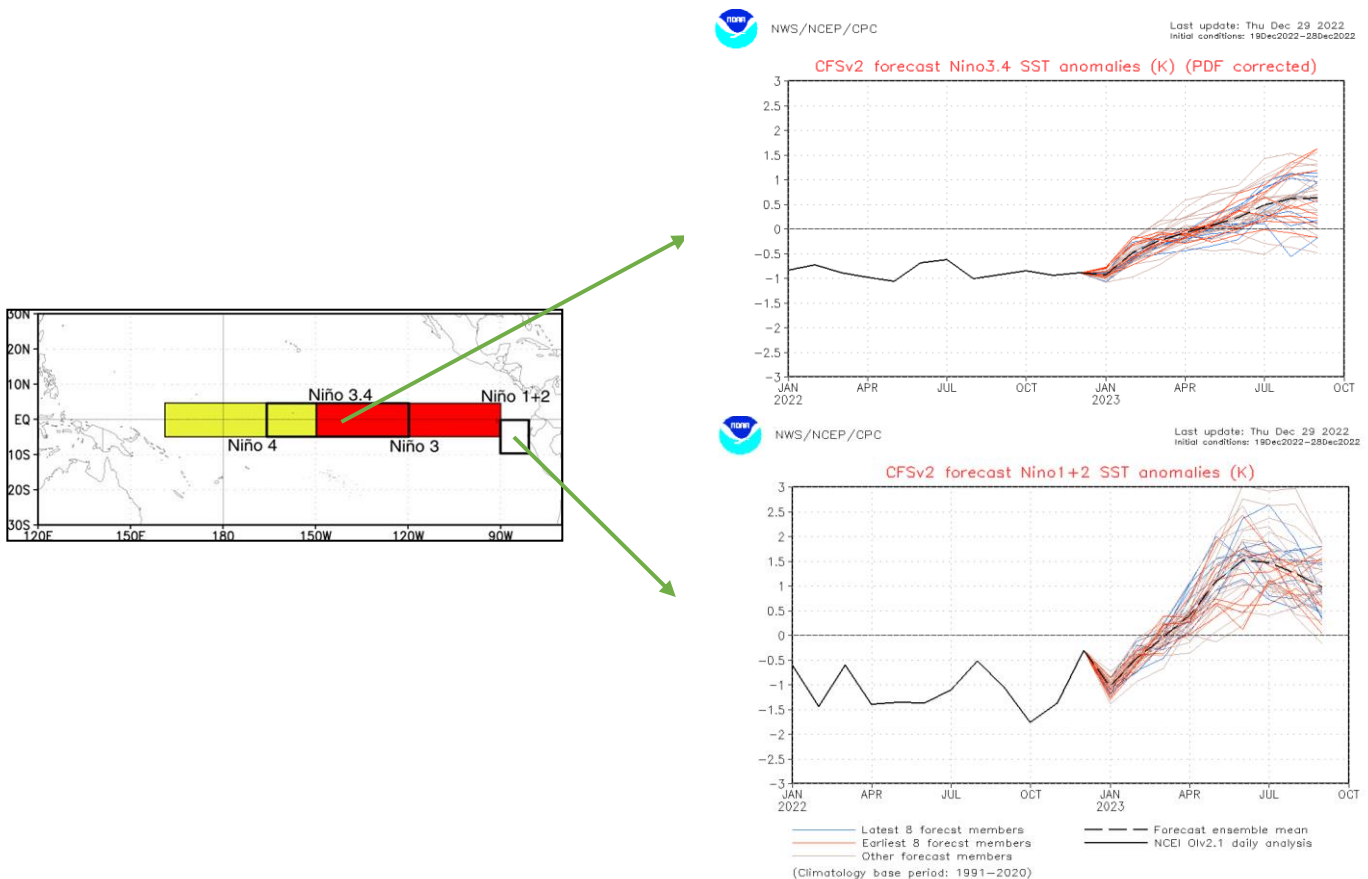 30N
20N
10N
EQ
10S
20S
30S
120E 150E 180 150W 120W 90W
Niño 3.4
Niño 1+2
Niño 4
Niño 3
NOAA
NWS/NCEP/CPC
Last update: Thu Dec 29 2022
Initial conditions: 19Dec2022−28Dec2022
CFSv2 forecast Nino3.4 SST anomalies (K) (PDF corrected)
3
2.5
2
1.5
1
0.5
0
−0.5
−1
−1.5
−2
−2.5
−3
JAN APR JUL OCT JAN APR JUL OCT
2022 2023
NOAA
NWS/NCEP/CPC
Last update: Thu Dec 29 2022
Initial conditions: 19Dec2022−28Dec2022
CFSv2 forecast Nino1+2 SST anomalies (K)
3
2.5
2
1.5
1
0.5
0
−0.5
−1
−1.5
−2
−2.5
−3
JAN APR JUL OCT JAN APR JUL OCT
2022 2023
Latest 8 forecst members
Earliest 8 forecst members
Other forecast members
(Climatology base period: 1991−2020)
Forecast ensemble mean
NCEI OIv2.1 daily analysis